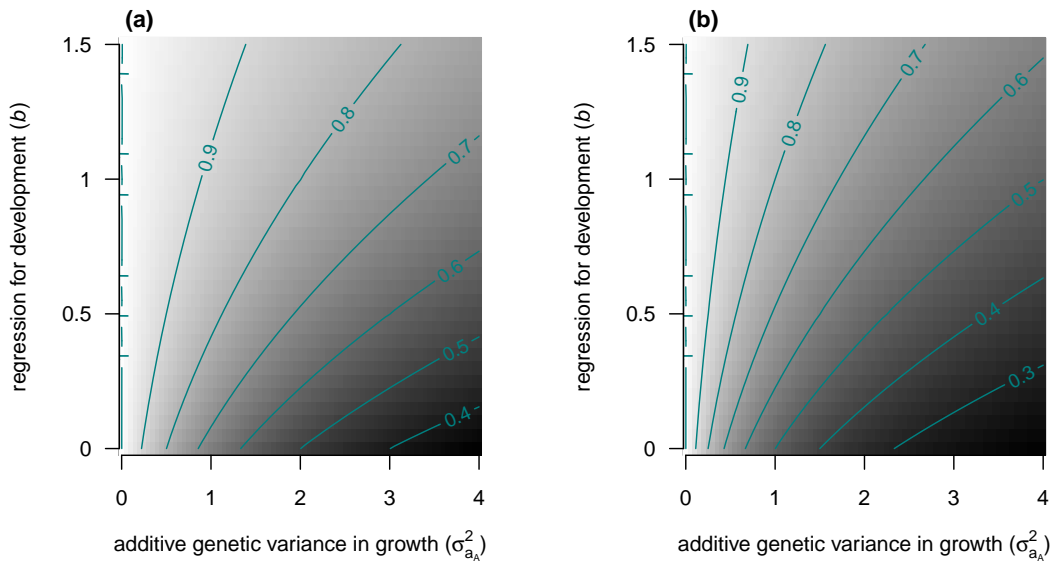 (a)
1.5
1
0.5
0
regression for development (b)
0.9
0.8
0.7
0.6
0.5
0.4
0 1 2 3 4
additive genetic variance in growth (σ²aA)
(b)
1.5
1
0.5
0
regression for development (b)
0.9
0.8
0.7
0.6
0.5
0.4
0.3
0 1 2 3 4
additive genetic variance in growth (σ²aA)